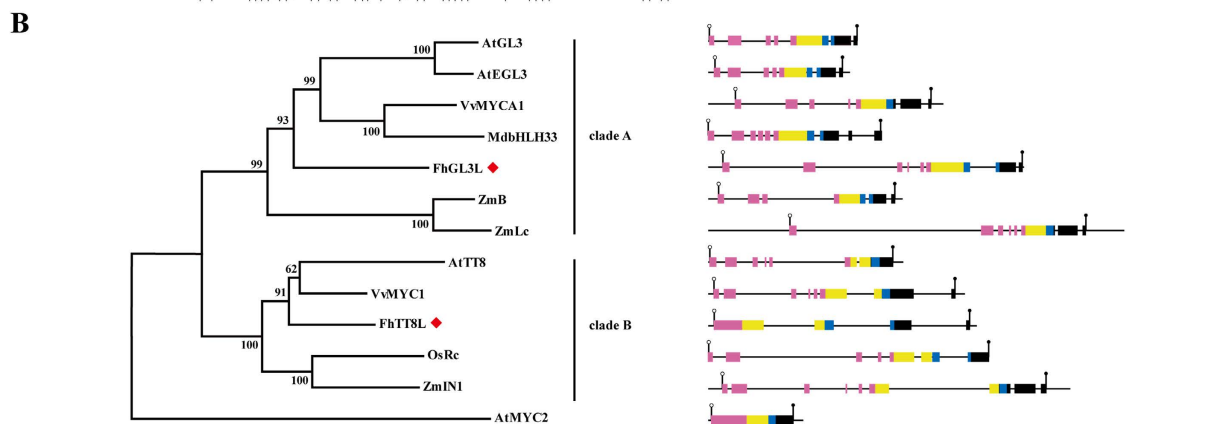 B
100
AtGL3
AtEGL3
99
VvMYCA1
100
MdbHLH33
93
clade A
99
FhGL3L
ZmB
100
ZmLc
AtTT8
62
VvMYC1
91
FhTT8L
clade B
100
OsRc
100
ZmIN1
AtMYC2